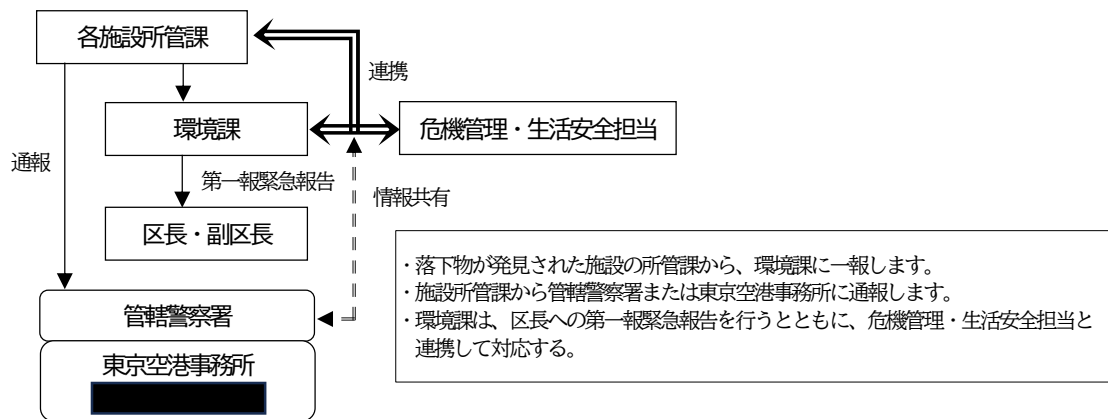 各施設所管課
連携
環境課
危機管理・生活安全担当
通報
第一報緊急報告
情報共有
区長・副区長
・落下物が発見された施設の所管課から、環境課に一報します。
・施設所管課から管轄警察署または東京空港事務所に通報します。
・環境課は、区長への第一報緊急報告を行うとともに、危機管理・生活安全担当と
連携して対応する。
管轄警察署
東京空港事務所